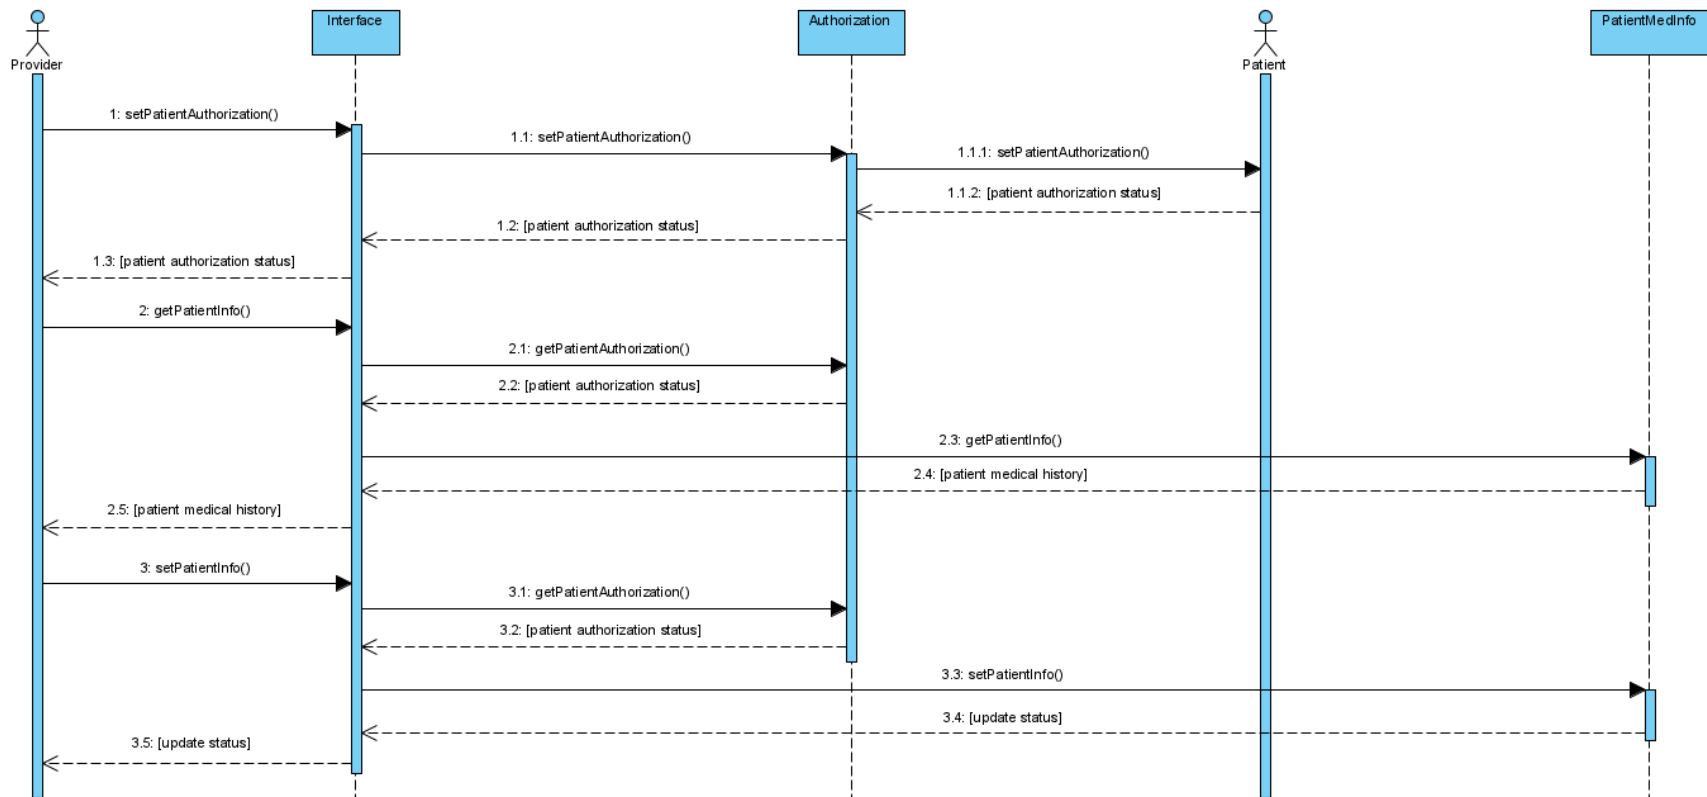 Interface
Authorization
PatientMedInfo
Provider
Patient
1: setPatientAuthorization()
1.1: setPatientAuthorization()
1.1.1: setPatientAuthorization()
1.1.2: [patient authorization status]
1.2: [patient authorization status]
1.3: [patient authorization status]
2: getPatientInfo()
2.1: getPatientAuthorization()
2.2: [patient authorization status]
2.3: getPatientInfo()
2.4: [patient medical history]
2.5: [patient medical history]
3: setPatientInfo()
3.1: getPatientAuthorization()
3.2: [patient authorization status]
3.3: setPatientInfo()
3.4: [update status]
3.5: [update status]